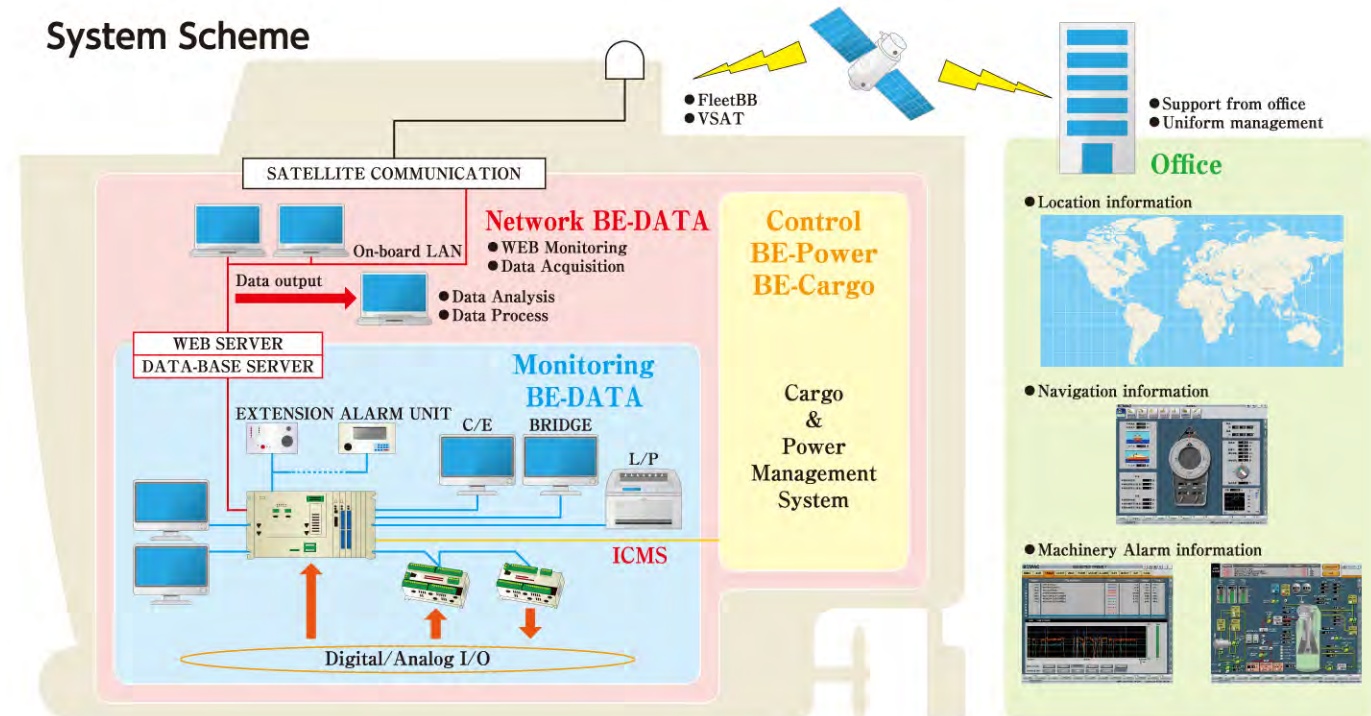 System Scheme
● FleetBB
● VSAT
● Support from office
● Uniform management
Office
SATELLITE COMMUNICATION
Network BE-DATA
● WEB Monitoring
● Data Acquisition
On-board LAN
Data output
● Data Analysis
● Data Process
WEB SERVER
DATA-BASE SERVER
Monitoring
BE-DATA
EXTENSION ALARM UNIT
C/E
BRIDGE
L/P
ICMS
Digital/Analog I/O
Control
BE-Power
BE-Cargo
Cargo
&
Power
Management
System
● Location information
● Navigation information
● Machinery Alarm information